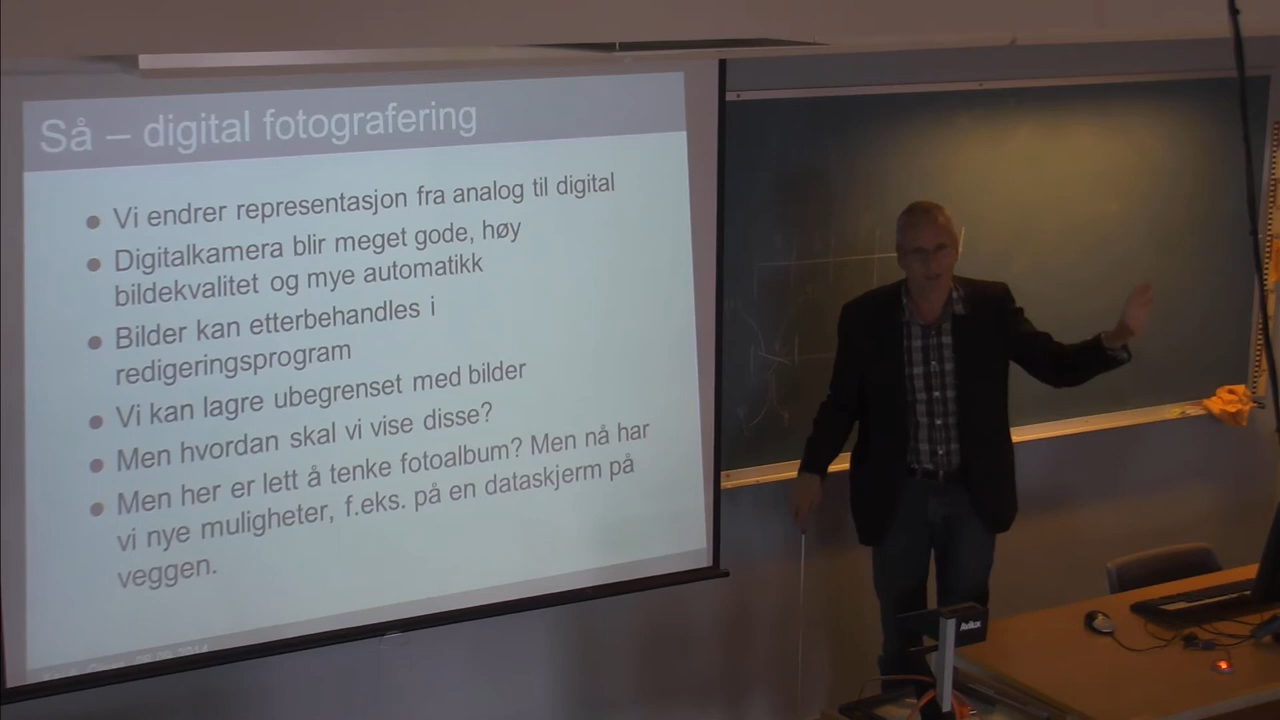 Så – digital fotografering
Vi endrer representasjon fra analog til digital
Digitalkamera blir meget gode, høy
bildekvalitet og mye automatikk
Bilder kan etterbehandles i
redigeringsprogram
Vi kan lagre ubegrenset med bilder
Men hvordan skal vi vise disse?
Men her er lett å tenke fotoalbum? Men nå har
vi nye muligheter, f.eks. på en dataskjerm på
veggen.